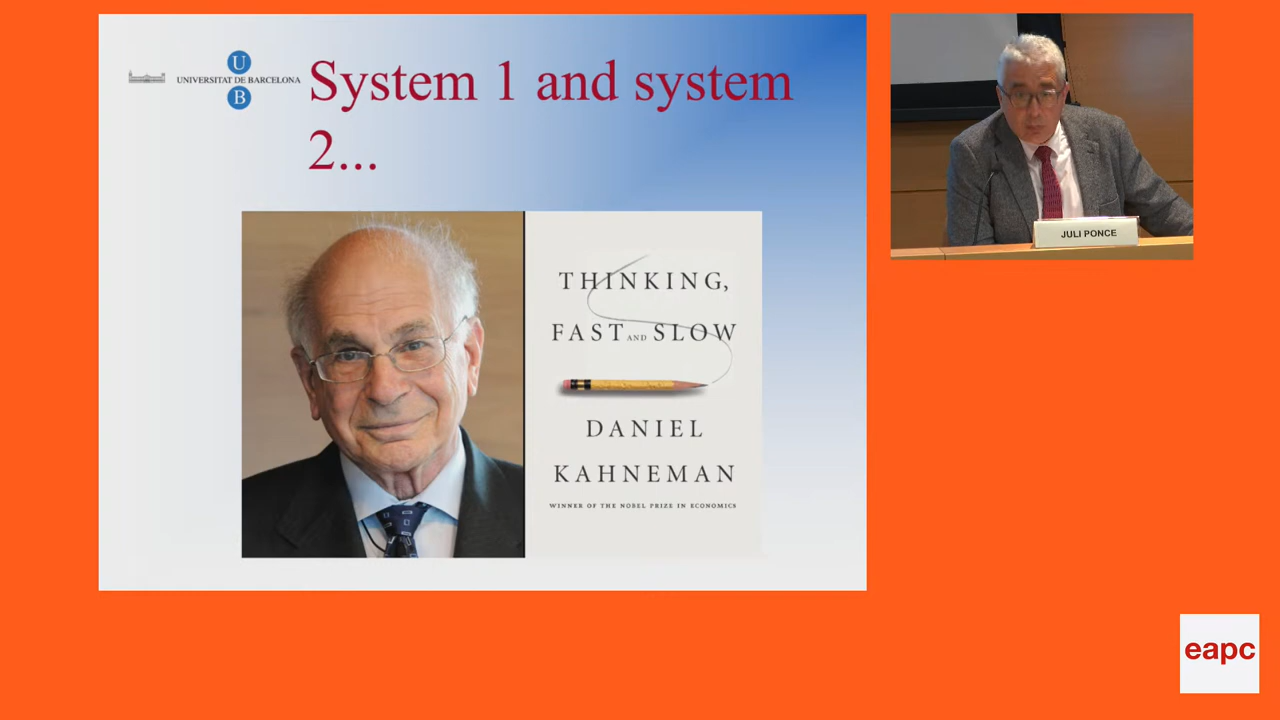 U
UNIVERSITAT DE BARCELONA
B
System 1 and system
2...
THINKING,
FAST AND SLOW
DANIEL
KAHNEMAN
WINNER OF THE NOBEL PRIZE IN ECONOMICS
JULI PONCE
eapc